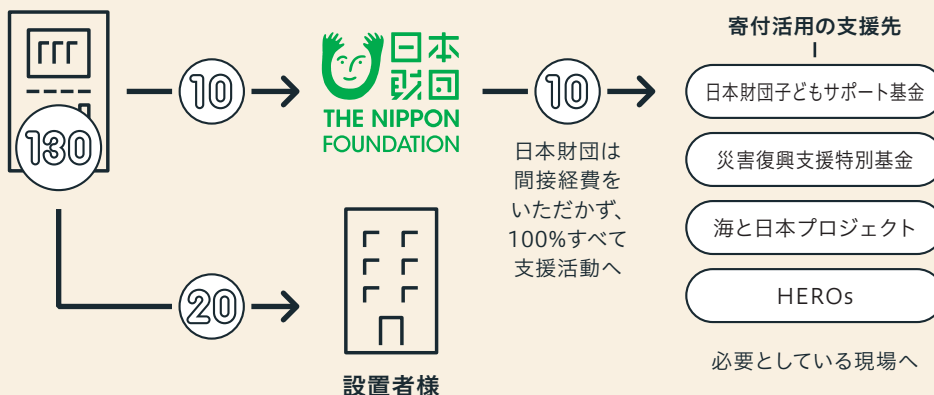 130
10
日本
財団
THE NIPPON
FOUNDATION
10
日本財団は
間接経費を
いただかず、
100%すべて
支援活動へ
寄付活用の支援先
日本財団子どもサポート基金
災害復興支援特別基金
海と日本プロジェクト
HEROs
必要としている現場へ
20
設置者様